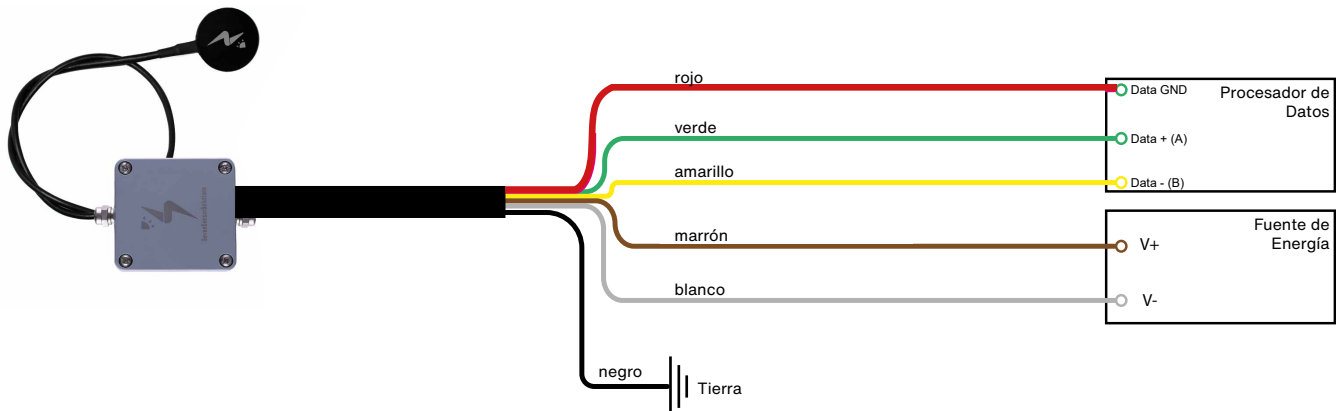 rojo
Data GND
Procesador de
Datos
verde
Data + (A)
amarillo
Data - (B)
marrón
V+
Fuente de
Energía
blanco
V-
negro
Tierra